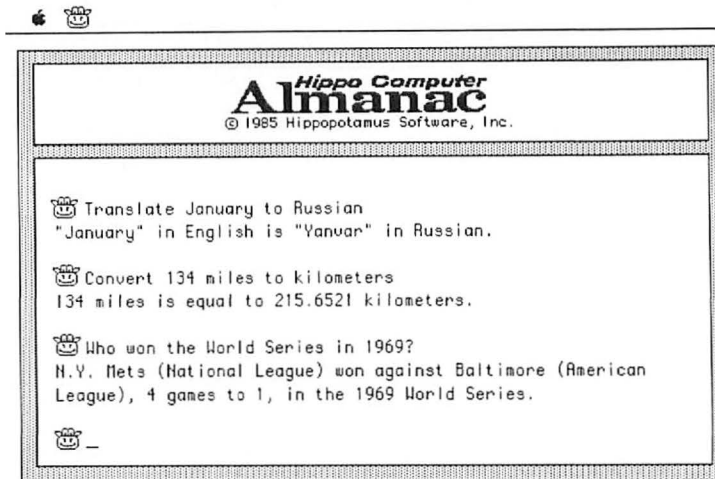 Hippo Computer
Almanac
© 1985 Hippopotamus Software, Inc.
Translate January to Russian
"January" in English is "Yanvar" in Russian.
Convert 134 miles to kilometers
134 miles is equal to 215.6521 kilometers.
Who won the World Series in 1969?
N.Y. Mets (National League) won against Baltimore (American
League), 4 games to 1, in the 1969 World Series.
_